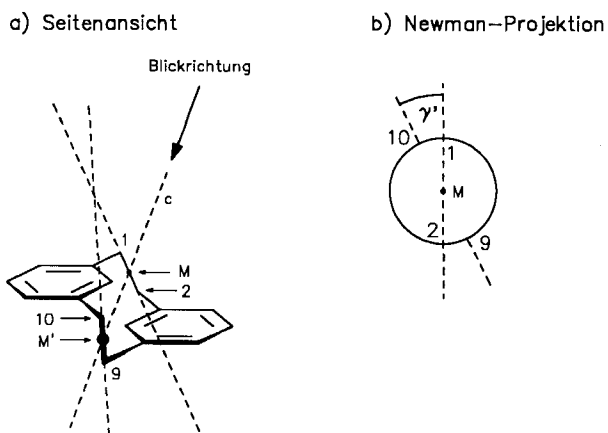 a) Seitenansicht
b) Newman-Projektion
Blickrichtung
c
1
M
2
10
M'
9
γ'
10
1
M
2
9